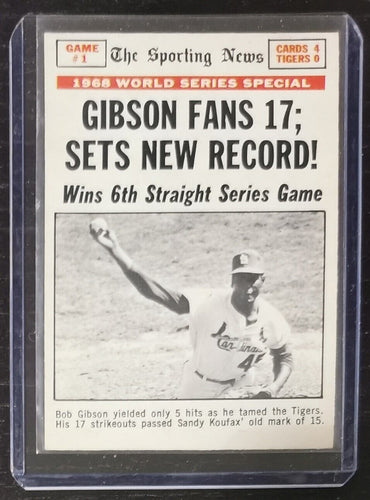 GAME
#1
The Sporting News
CARDS 4
TIGERS 0
1968 WORLD SERIES SPECIAL
GIBSON FANS 17;
SETS NEW RECORD!
Wins 6th Straight Series Game
Cardinals
45
Bob Gibson yielded only 5 hits as he tamed the Tigers.
His 17 strikeouts passed Sandy Koufax' old mark of 15.